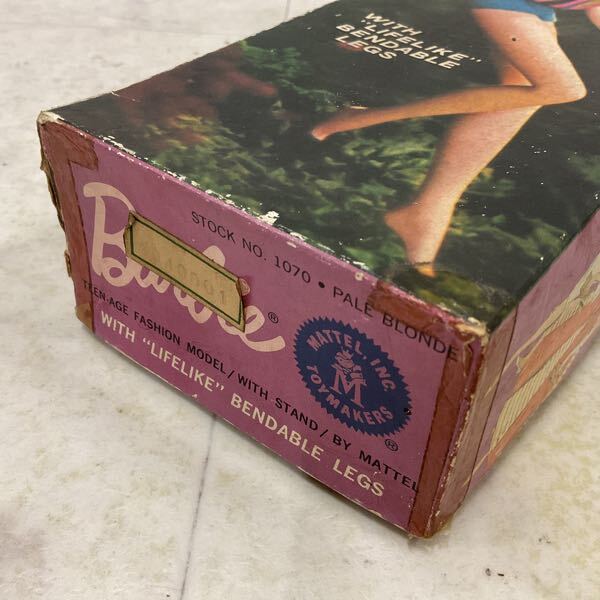 WITH
"LIFELIKE"
BENDABLE
LEGS
STOCK NO. 1070 • PALE BLONDE
Barbie®
TEEN-AGE FASHION MODEL/WITH STAND/BY MATTEL
WITH "LIFELIKE" BENDABLE LEGS
MATTEL, INC.
M
TOYMAKERS
®